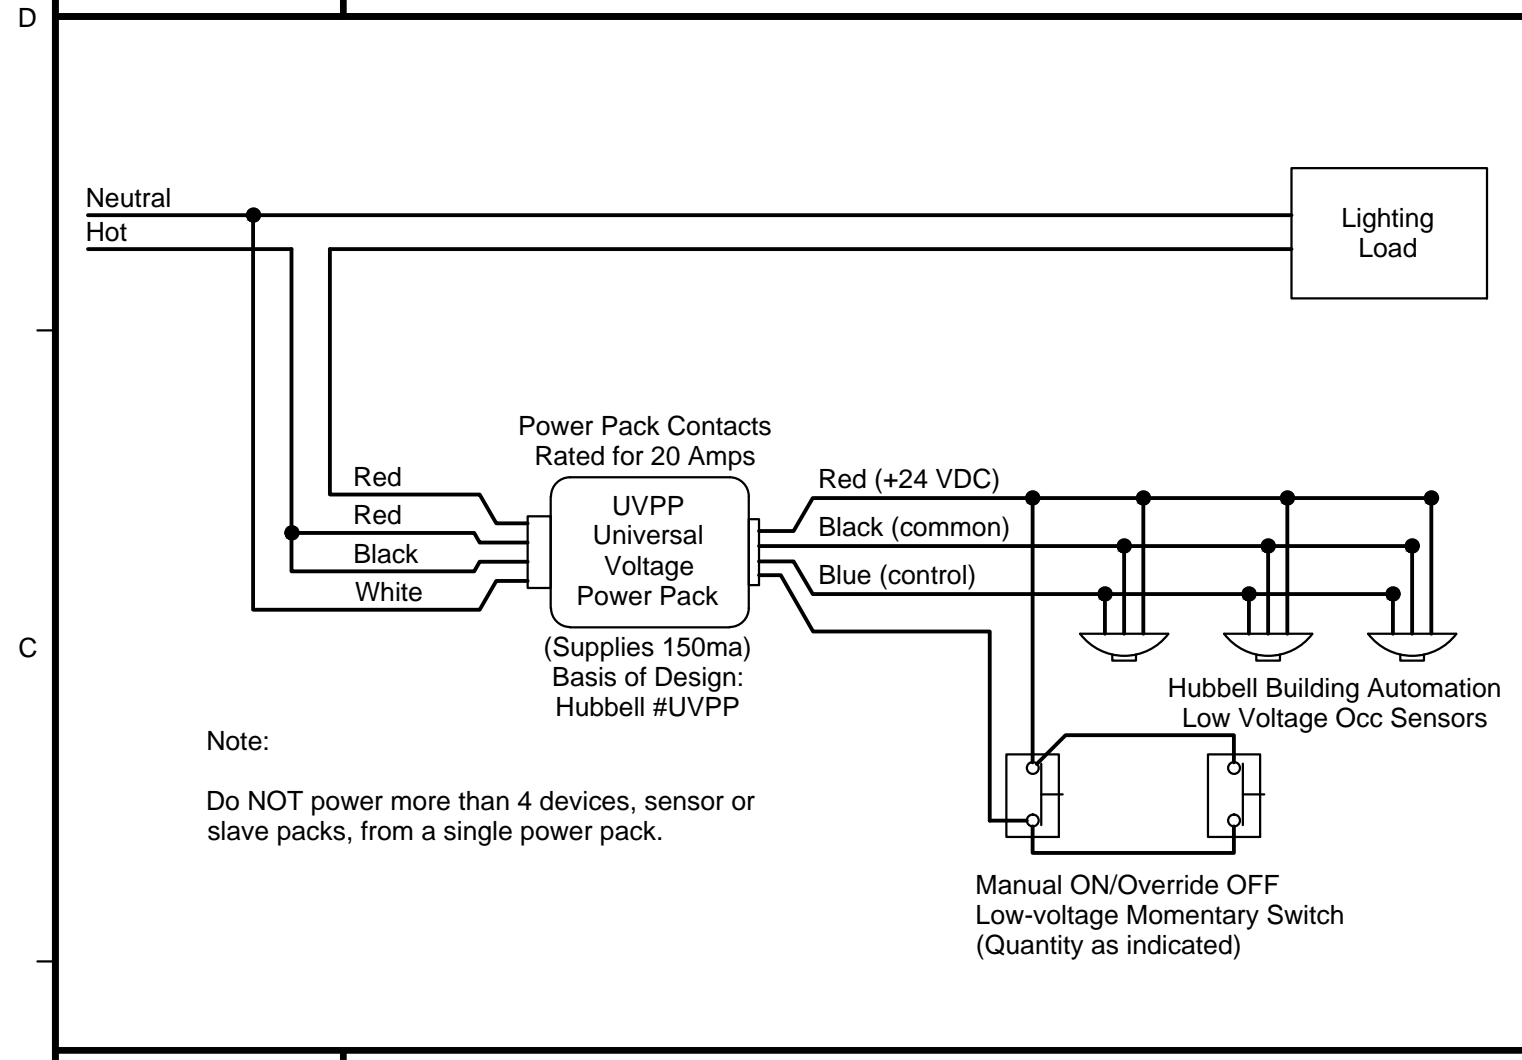 D
Neutral
Hot
Lighting
Load
Power Pack Contacts
Rated for 20 Amps
Red
Red
Black
White
UVPP
Universal
Voltage
Power Pack
Red (+24 VDC)
Black (common)
Blue (control)
C
(Supplies 150ma)
Basis of Design:
Hubbell #UVPP
Hubbell Building Automation
Low Voltage Occ Sensors
Note:
Do NOT power more than 4 devices, sensor or
slave packs, from a single power pack.
Manual ON/Override OFF
Low-voltage Momentary Switch
(Quantity as indicated)